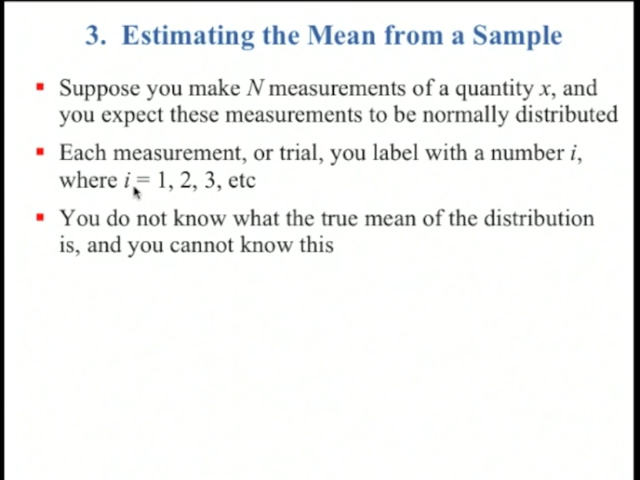 3. Estimating the Mean from a Sample
Suppose you make N measurements of a quantity x, and
you expect these measurements to be normally distributed
Each measurement, or trial, you label with a number i,
where i = 1, 2, 3, etc
You do not know what the true mean of the distribution
is, and you cannot know this